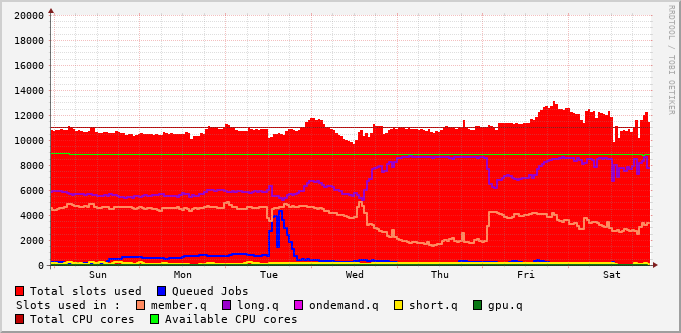 RRDTOOL / TOBI OETIKER
20000
18000
16000
14000
12000
10000
8000
6000
4000
2000
0
Sun Mon Tue Wed Thu Fri Sat
Total slots used Queued Jobs
Slots used in : member.q long.q ondemand.q short.q gpu.q
Total CPU cores Available CPU cores